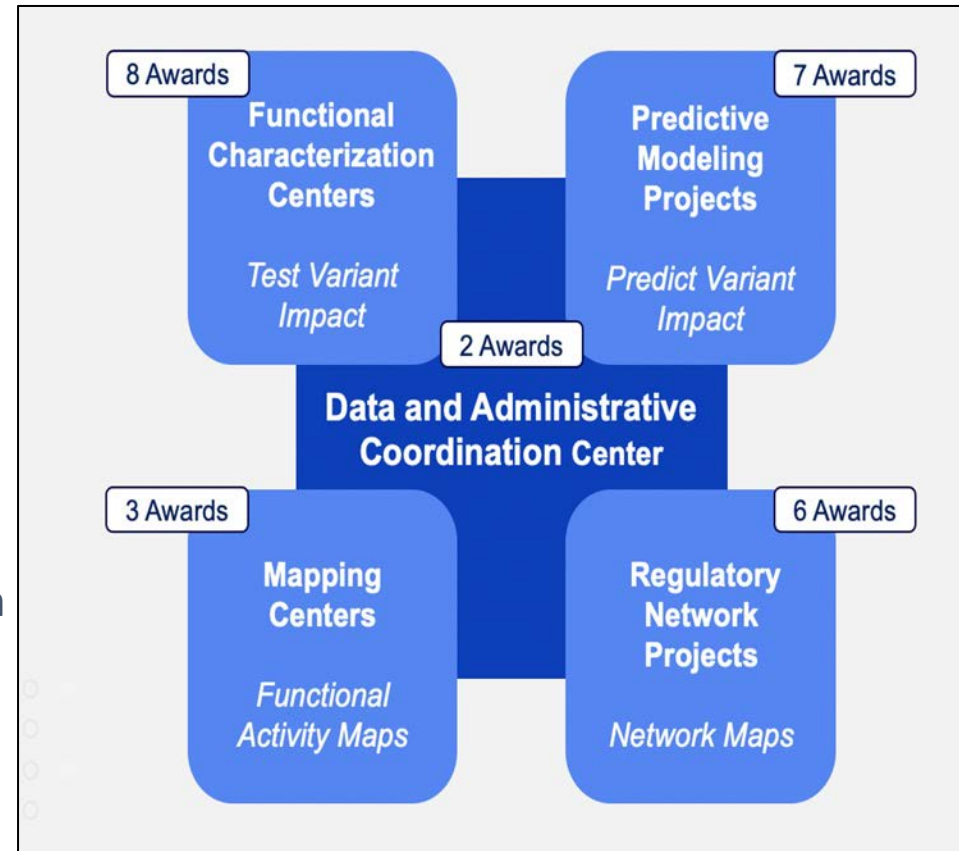 8 Awards
Functional
Characterization
Centers
Test Variant
Impact
7 Awards
Predictive
Modeling
Projects
Predict Variant
Impact
2 Awards
Data and Administrative
Coordination Center
3 Awards
Mapping
Centers
Functional
Activity Maps
6 Awards
Regulatory
Network
Projects
Network Maps
n